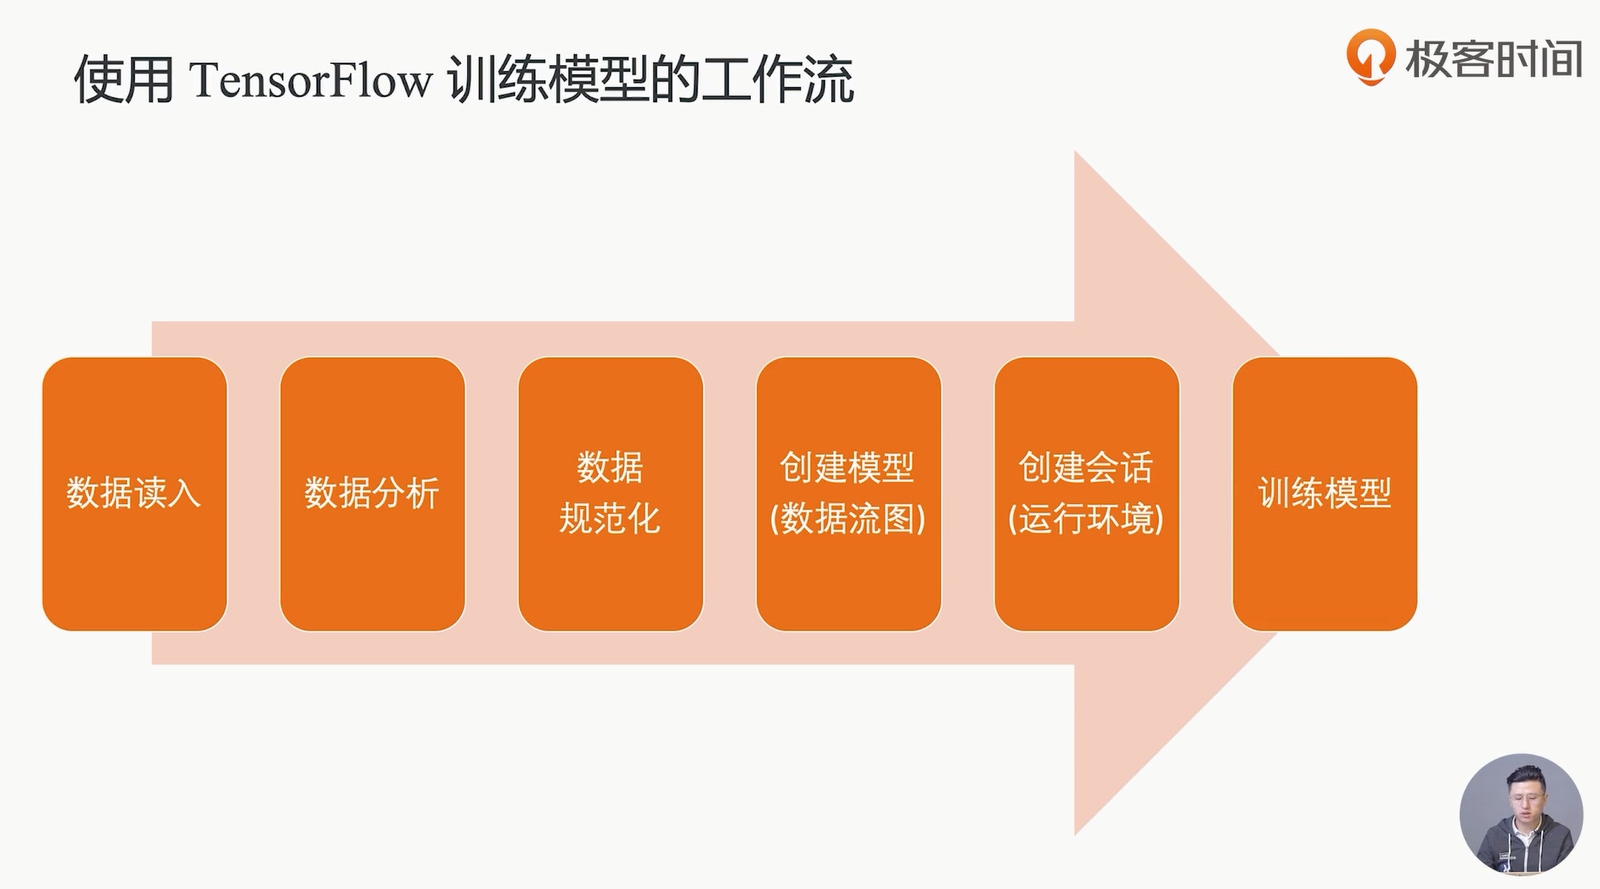 使用 TensorFlow 训练模型的工作流
极客时间
数据读入
数据分析
数据
规范化
创建模型
(数据流图)
创建会话
(运行环境)
训练模型